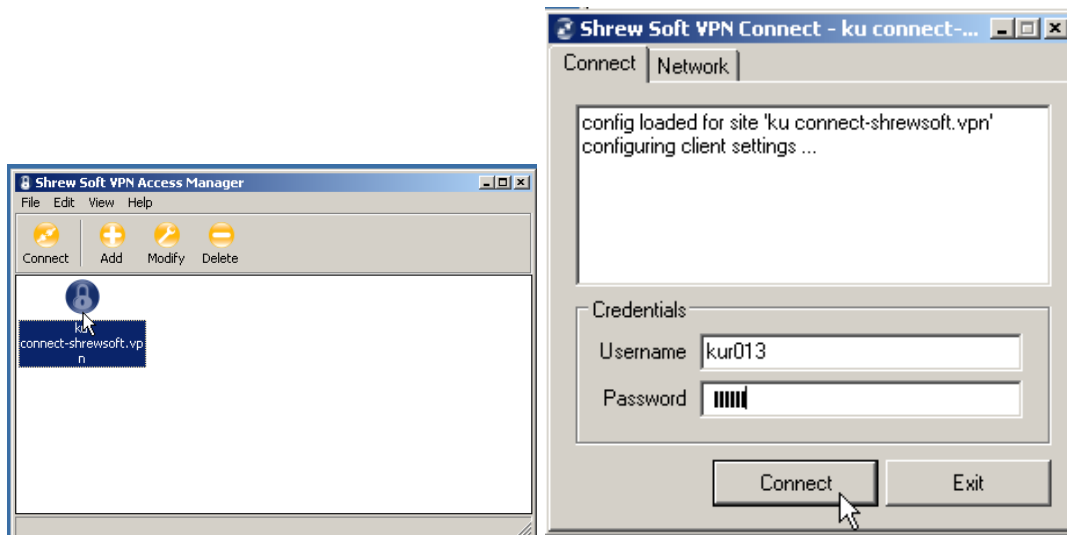 Shrew Soft VPN Access Manager
File Edit View Help
Connect Add Modify Delete
ku
connect-shrewsoft.vp
n
Shrew Soft VPN Connect - ku connect-...
Connect Network
config loaded for site 'ku connect-shrewsoft.vpn'
configuring client settings ...
Credentials
Username kur013
Password
Connect Exit